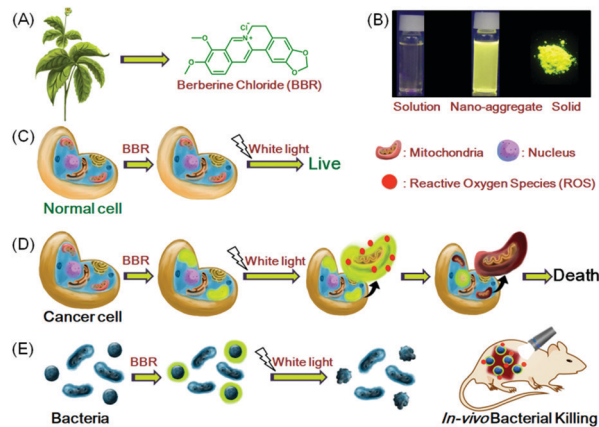 (A)
Cl⊖
N
+
O
O
O
O
Berberine Chloride (BBR)
(B)
Solution
Nano-aggregate
Solid
(C)
BBR
White light
Live
Normal cell
: Mitochondria
: Nucleus
: Reactive Oxygen Species (ROS)
(D)
BBR
White light
Death
Cancer cell
(E)
BBR
White light
Bacteria
In-vivo Bacterial Killing